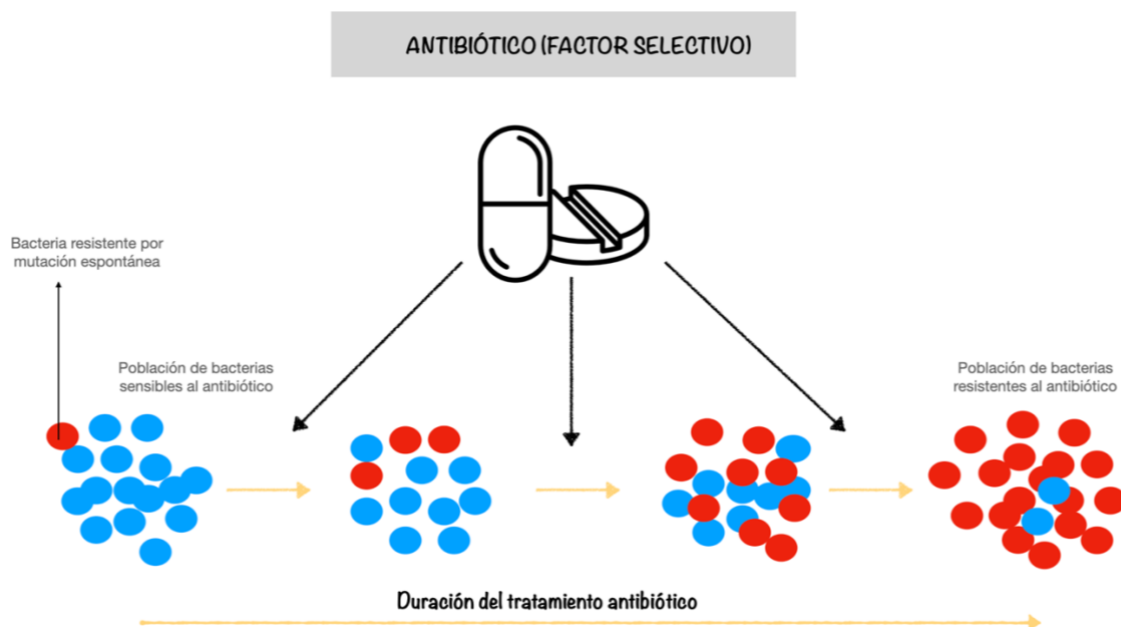 ANTIBIÓTICO (FACTOR SELECTIVO)
Bacteria resistente por
mutación espontánea
Población de bacterias
sensibles al antibiótico
Población de bacterias
resistentes al antibiótico
Duración del tratamiento antibiótico